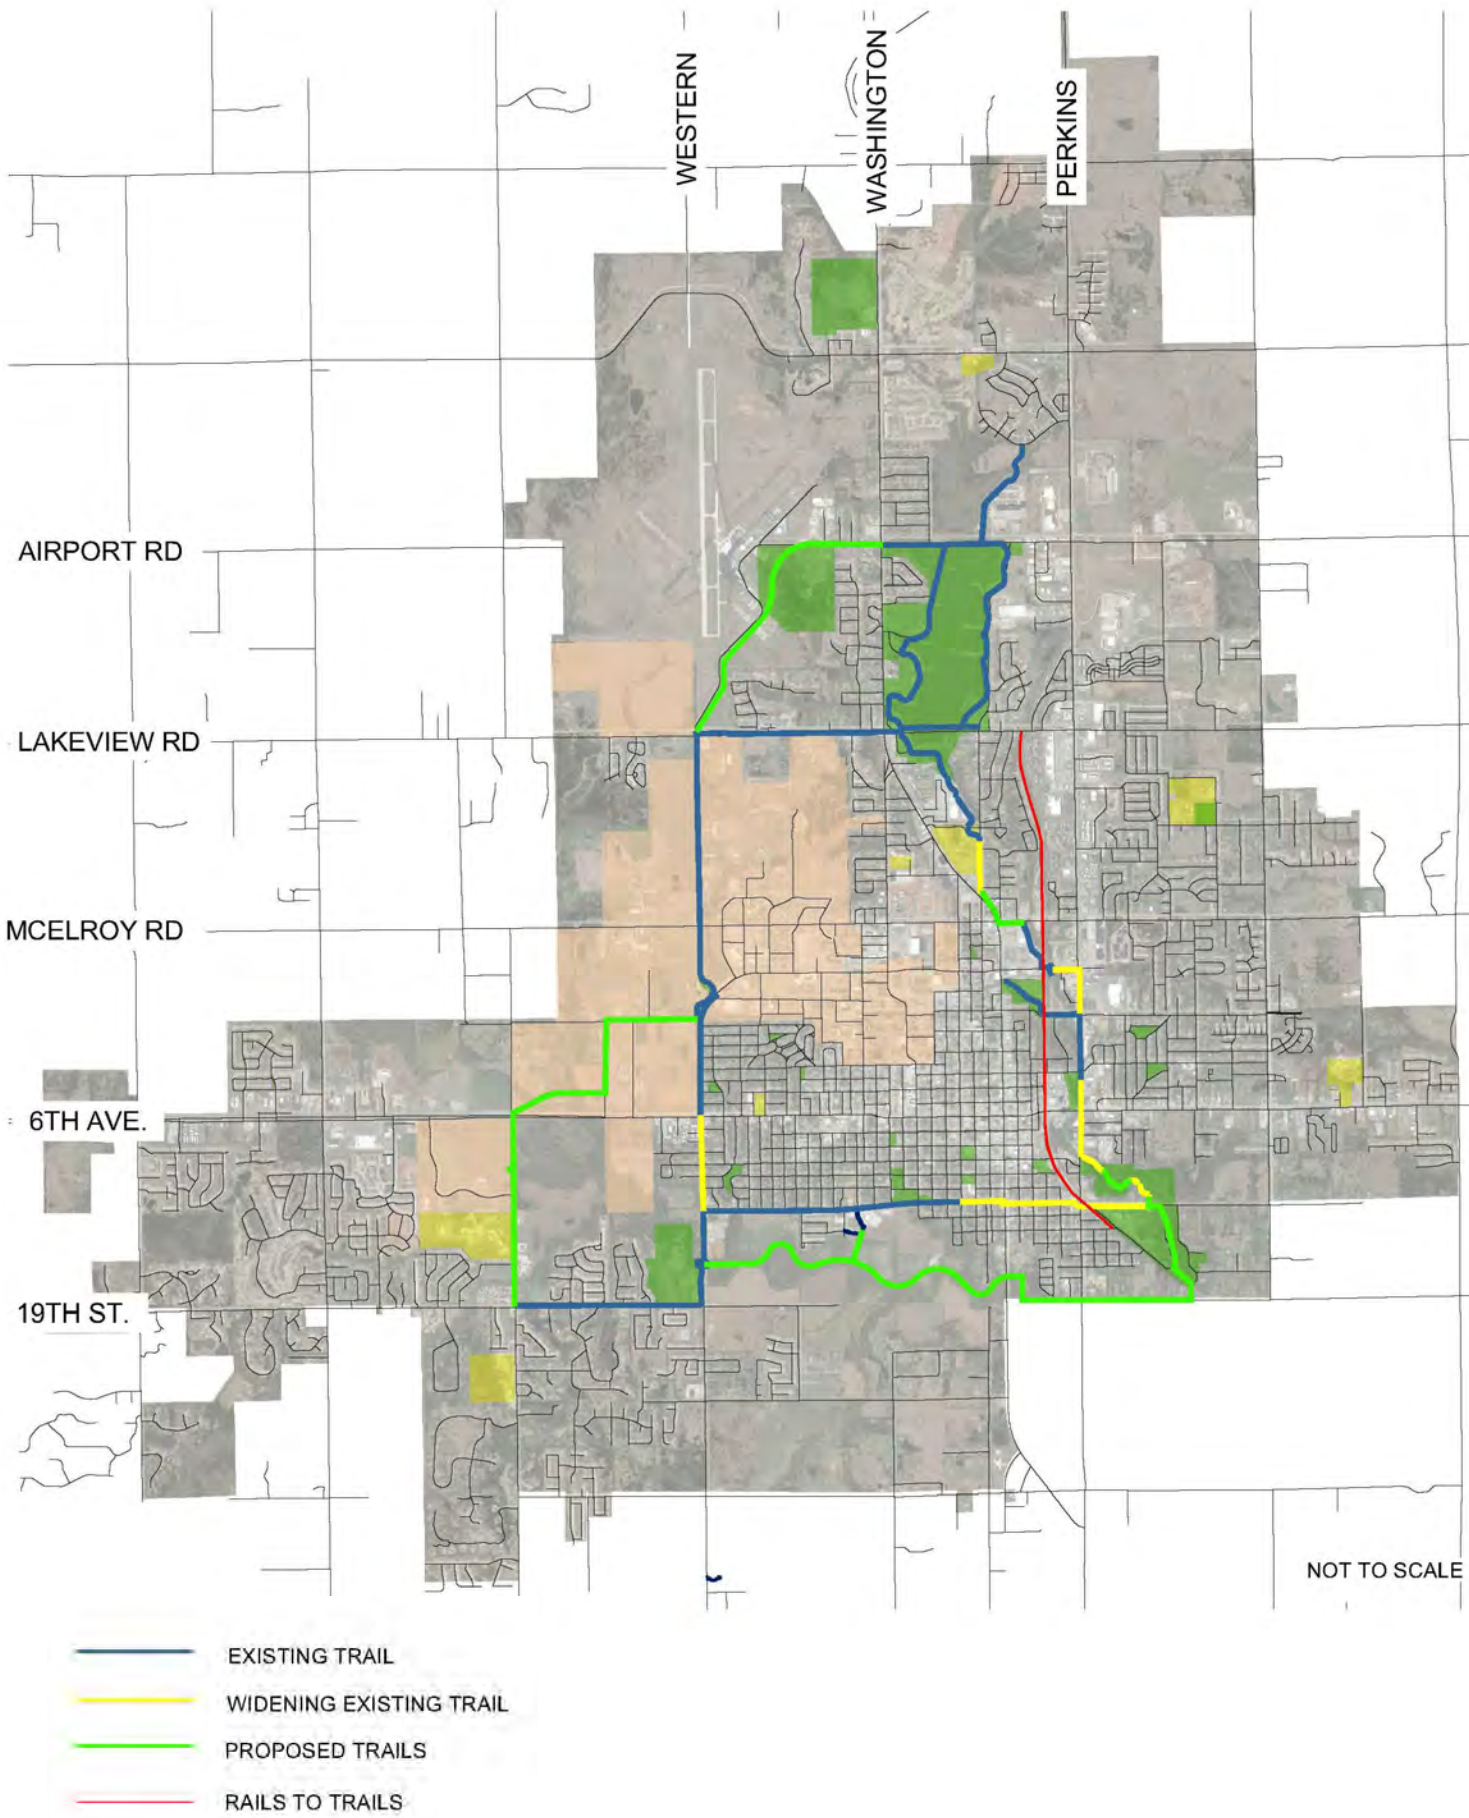 WESTERN
WASHINGTON
PERKINS
AIRPORT RD
LAKEVIEW RD
MCELROY RD
6TH AVE.
19TH ST.
NOT TO SCALE
EXISTING TRAIL
WIDENING EXISTING TRAIL
PROPOSED TRAILS
RAILS TO TRAILS